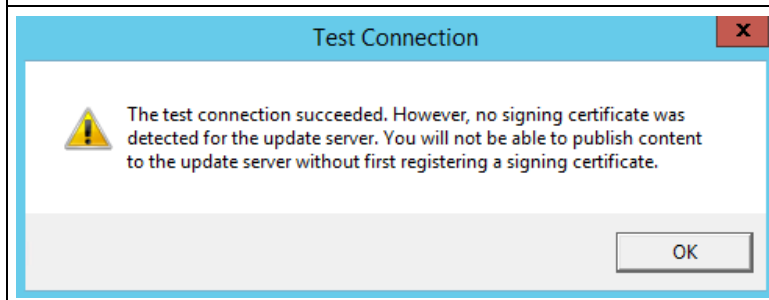 Test Connection
x
The test connection succeeded. However, no signing certificate was
detected for the update server. You will not be able to publish content
to the update server without first registering a signing certificate.
OK